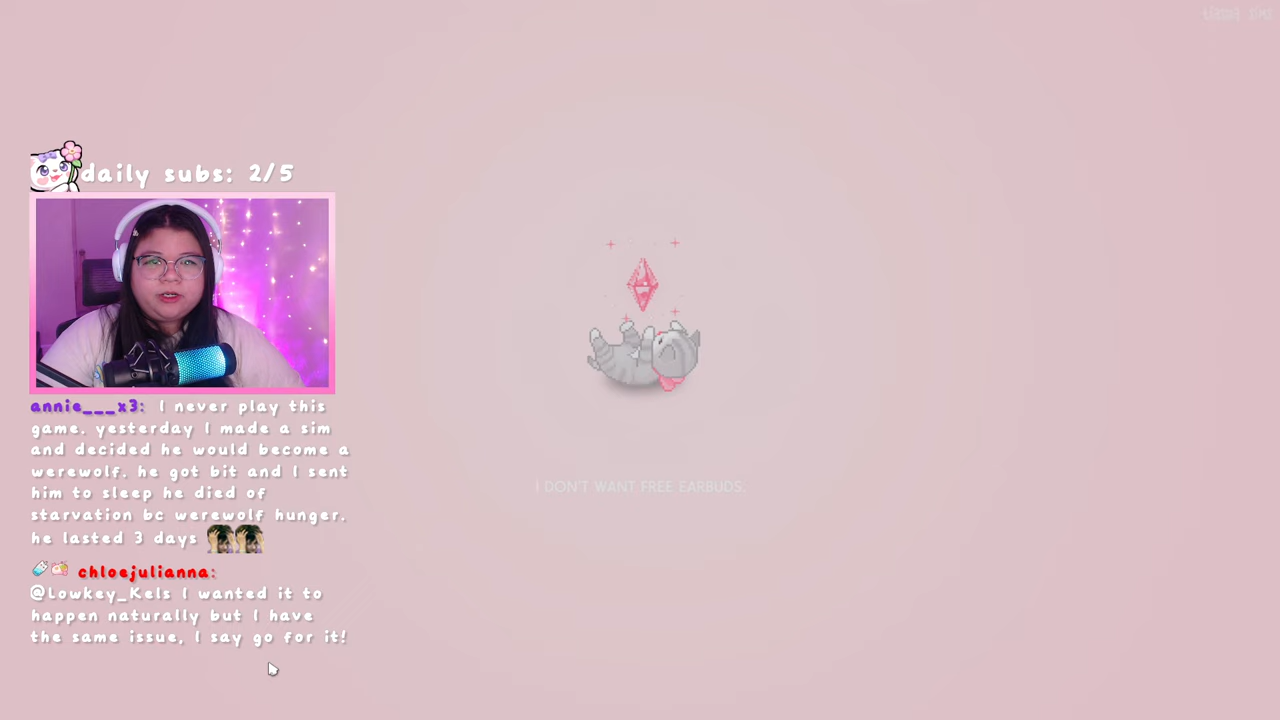 tiassa sims
daily subs: 2/5
annie___x3: I never play this
game. yesterday I made a sim
and decided he would become a
werewolf. he got bit and I sent
him to sleep he died of
starvation bc werewolf hunger.
he lasted 3 days
I DON'T WANT FREE EARBUDS.
chloejulianna:
@Lowkey_Kels I wanted it to
happen naturally but I have
the same issue, I say go for it!